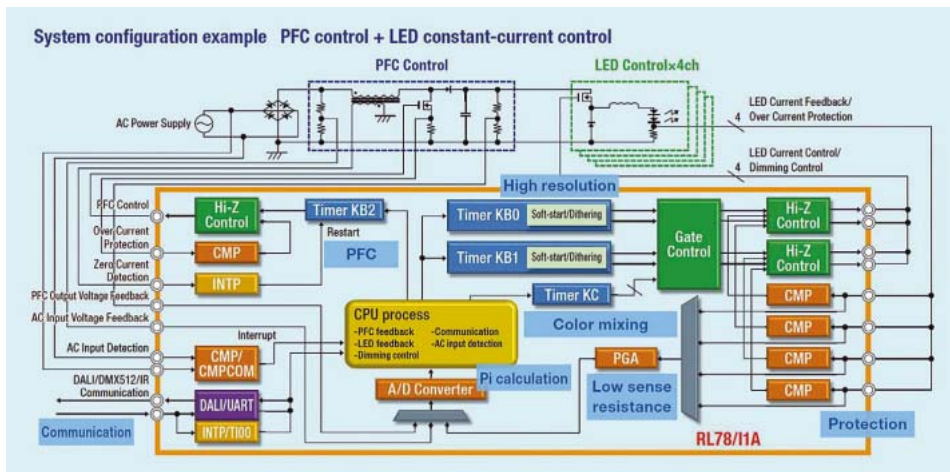 System configuration example PFC control + LED constant-current control
PFC Control
LED Control×4ch
AC Power Supply
4
LED Current Feedback/
Over Current Protection
4
LED Current Control/
Dimming Control
High resolution
PFC Control
Hi-Z
Control
Timer KB2
Restart
PFC
Over Current
Protection
CMP
Zero Current
Detection
INTP
PFC Output Voltage Feedback
AC Input Voltage Feedback
AC Input Detection
Interrupt
CMP/
CMPCOM
DALI/DMX512/IR
Communication
DALI/UART
INTP/TI00
Communication
Timer KB0
Soft-start/Dithering
Timer KB1
Soft-start/Dithering
Timer KC
Color mixing
Gate
Control
Hi-Z
Control
Hi-Z
Control
CMP
CMP
CMP
CMP
CPU process
-PFC feedback
-Communication
-LED feedback
-AC input detection
-Dimming control
Pi calculation
A/D Converter
PGA
Low sense
resistance
Protection
RL78/I1A